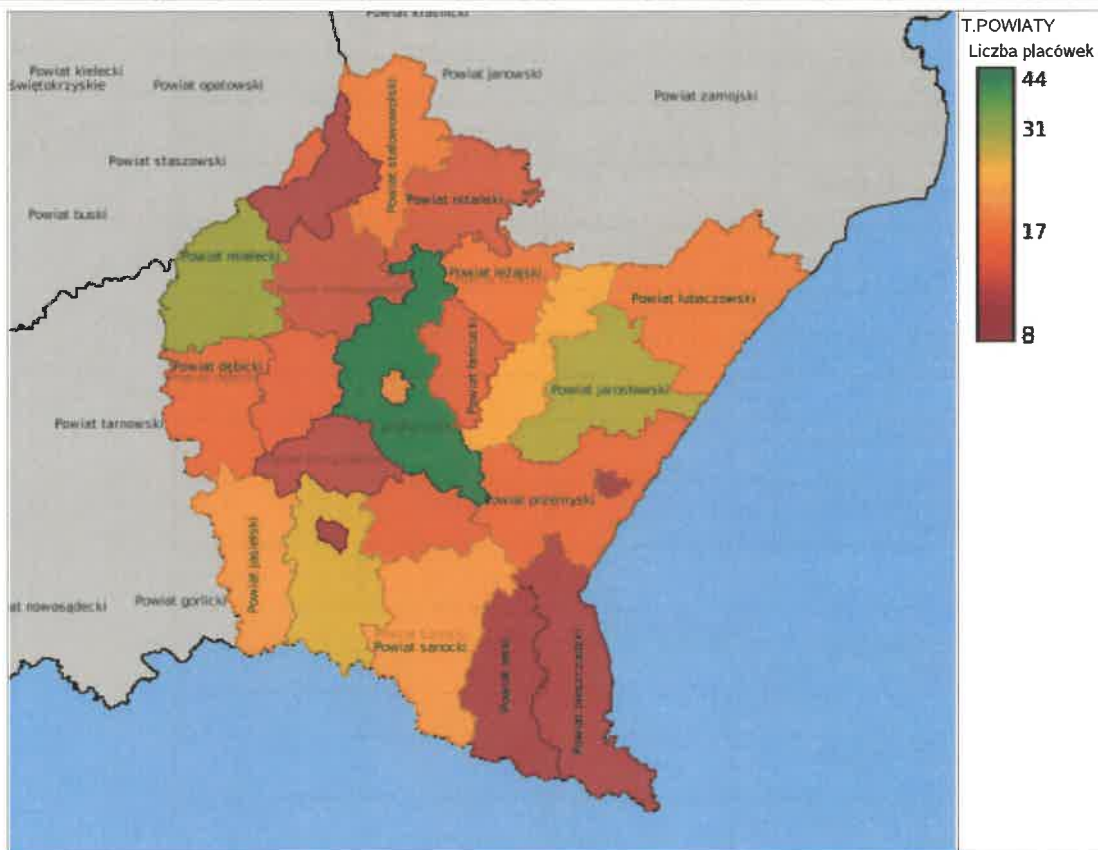 T.POWIATY
Liczba placówek
44
31
17
8
Powiat kraśnicki
Powiat kielecki
świętokrzyskie
Powiat opatowski
Powiat janowski
Powiat zamojski
Powiat stalowowolski
Powiat staszowski
Powiat niżański
Powiat buski
Powiat mielecki
Powiat leżajski
Powiat lubaczowski
Powiat dębicki
Powiat łańcucki
Powiat jarosławski
Powiat tarnowski
Powiat przemyski
Powiat jasielski
at nowosądecki
Powiat gorlicki
Powiat sanocki
Powiat leski
Powiat bieszczadzki